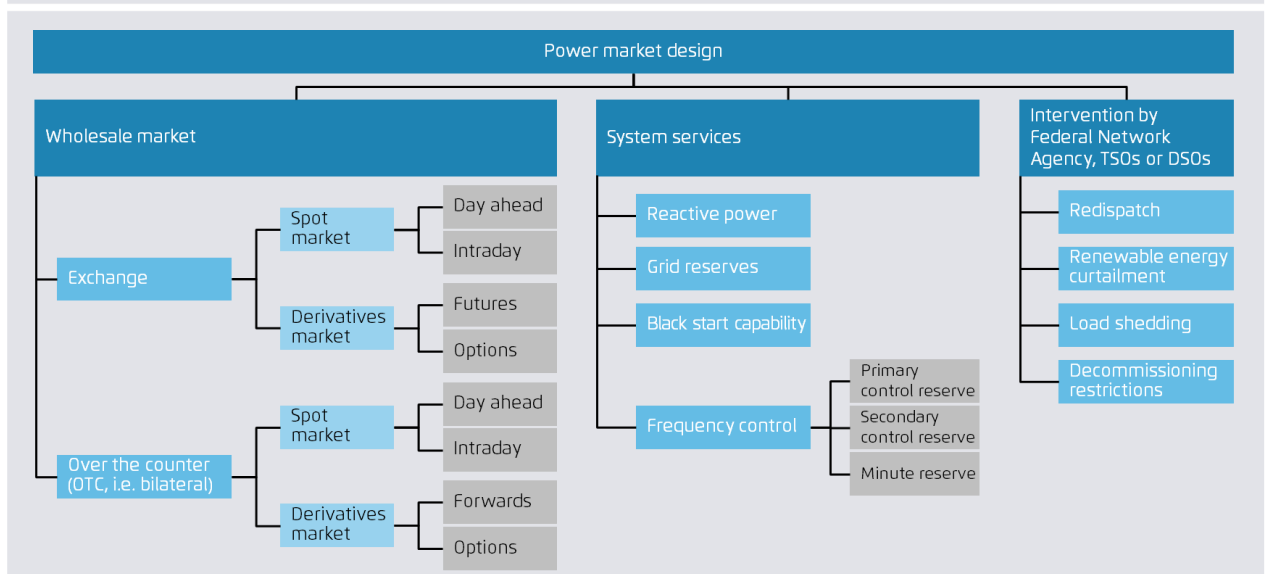 Power market design
Wholesale market
Exchange
Spot
market
Day ahead
Intraday
Derivatives
market
Futures
Options
Over the counter
(OTC, i.e. bilateral)
Spot
market
Day ahead
Intraday
Derivatives
market
Forwards
Options
System services
Reactive power
Grid reserves
Black start capability
Frequency control
Primary
control reserve
Secondary
control reserve
Minute reserve
Intervention by
Federal Network
Agency, TSOs or DSOs
Redispatch
Renewable energy
curtailment
Load shedding
Decommissioning
restrictions